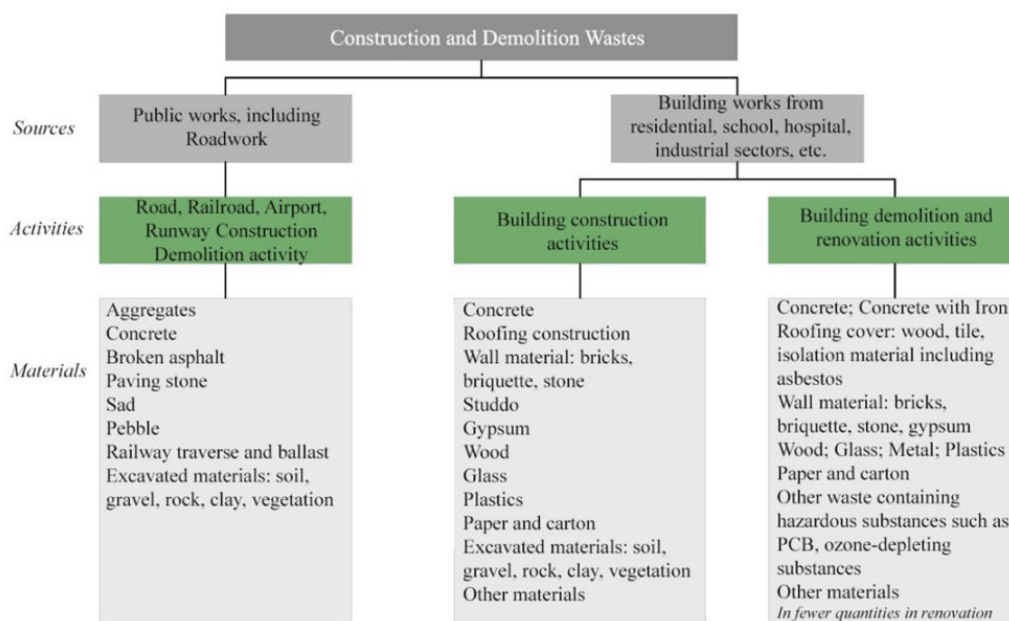 Construction and Demolition Wastes
Sources
Public works, including
Roadwork
Building works from
residential, school, hospital,
industrial sectors, etc.
Activities
Road, Railroad, Airport,
Runway Construction
Demolition activity
Building construction
activities
Building demolition and
renovation activities
Materials
Aggregates
Concrete
Broken asphalt
Paving stone
Sad
Pebble
Railway traverse and ballast
Excavated materials: soil,
gravel, rock, clay, vegetation
Concrete
Roofing construction
Wall material: bricks,
briquette, stone
Studdo
Gypsum
Wood
Glass
Plastics
Paper and carton
Excavated materials: soil,
gravel, rock, clay, vegetation
Other materials
Concrete; Concrete with Iron
Roofing cover: wood, tile,
isolation material including
asbestos
Wall material: bricks,
briquette, stone, gypsum
Wood; Glass; Metal; Plastics
Paper and carton
Other waste containing
hazardous substances such as
PCB, ozone-depleting
substances
Other materials
In fewer quantities in renovation